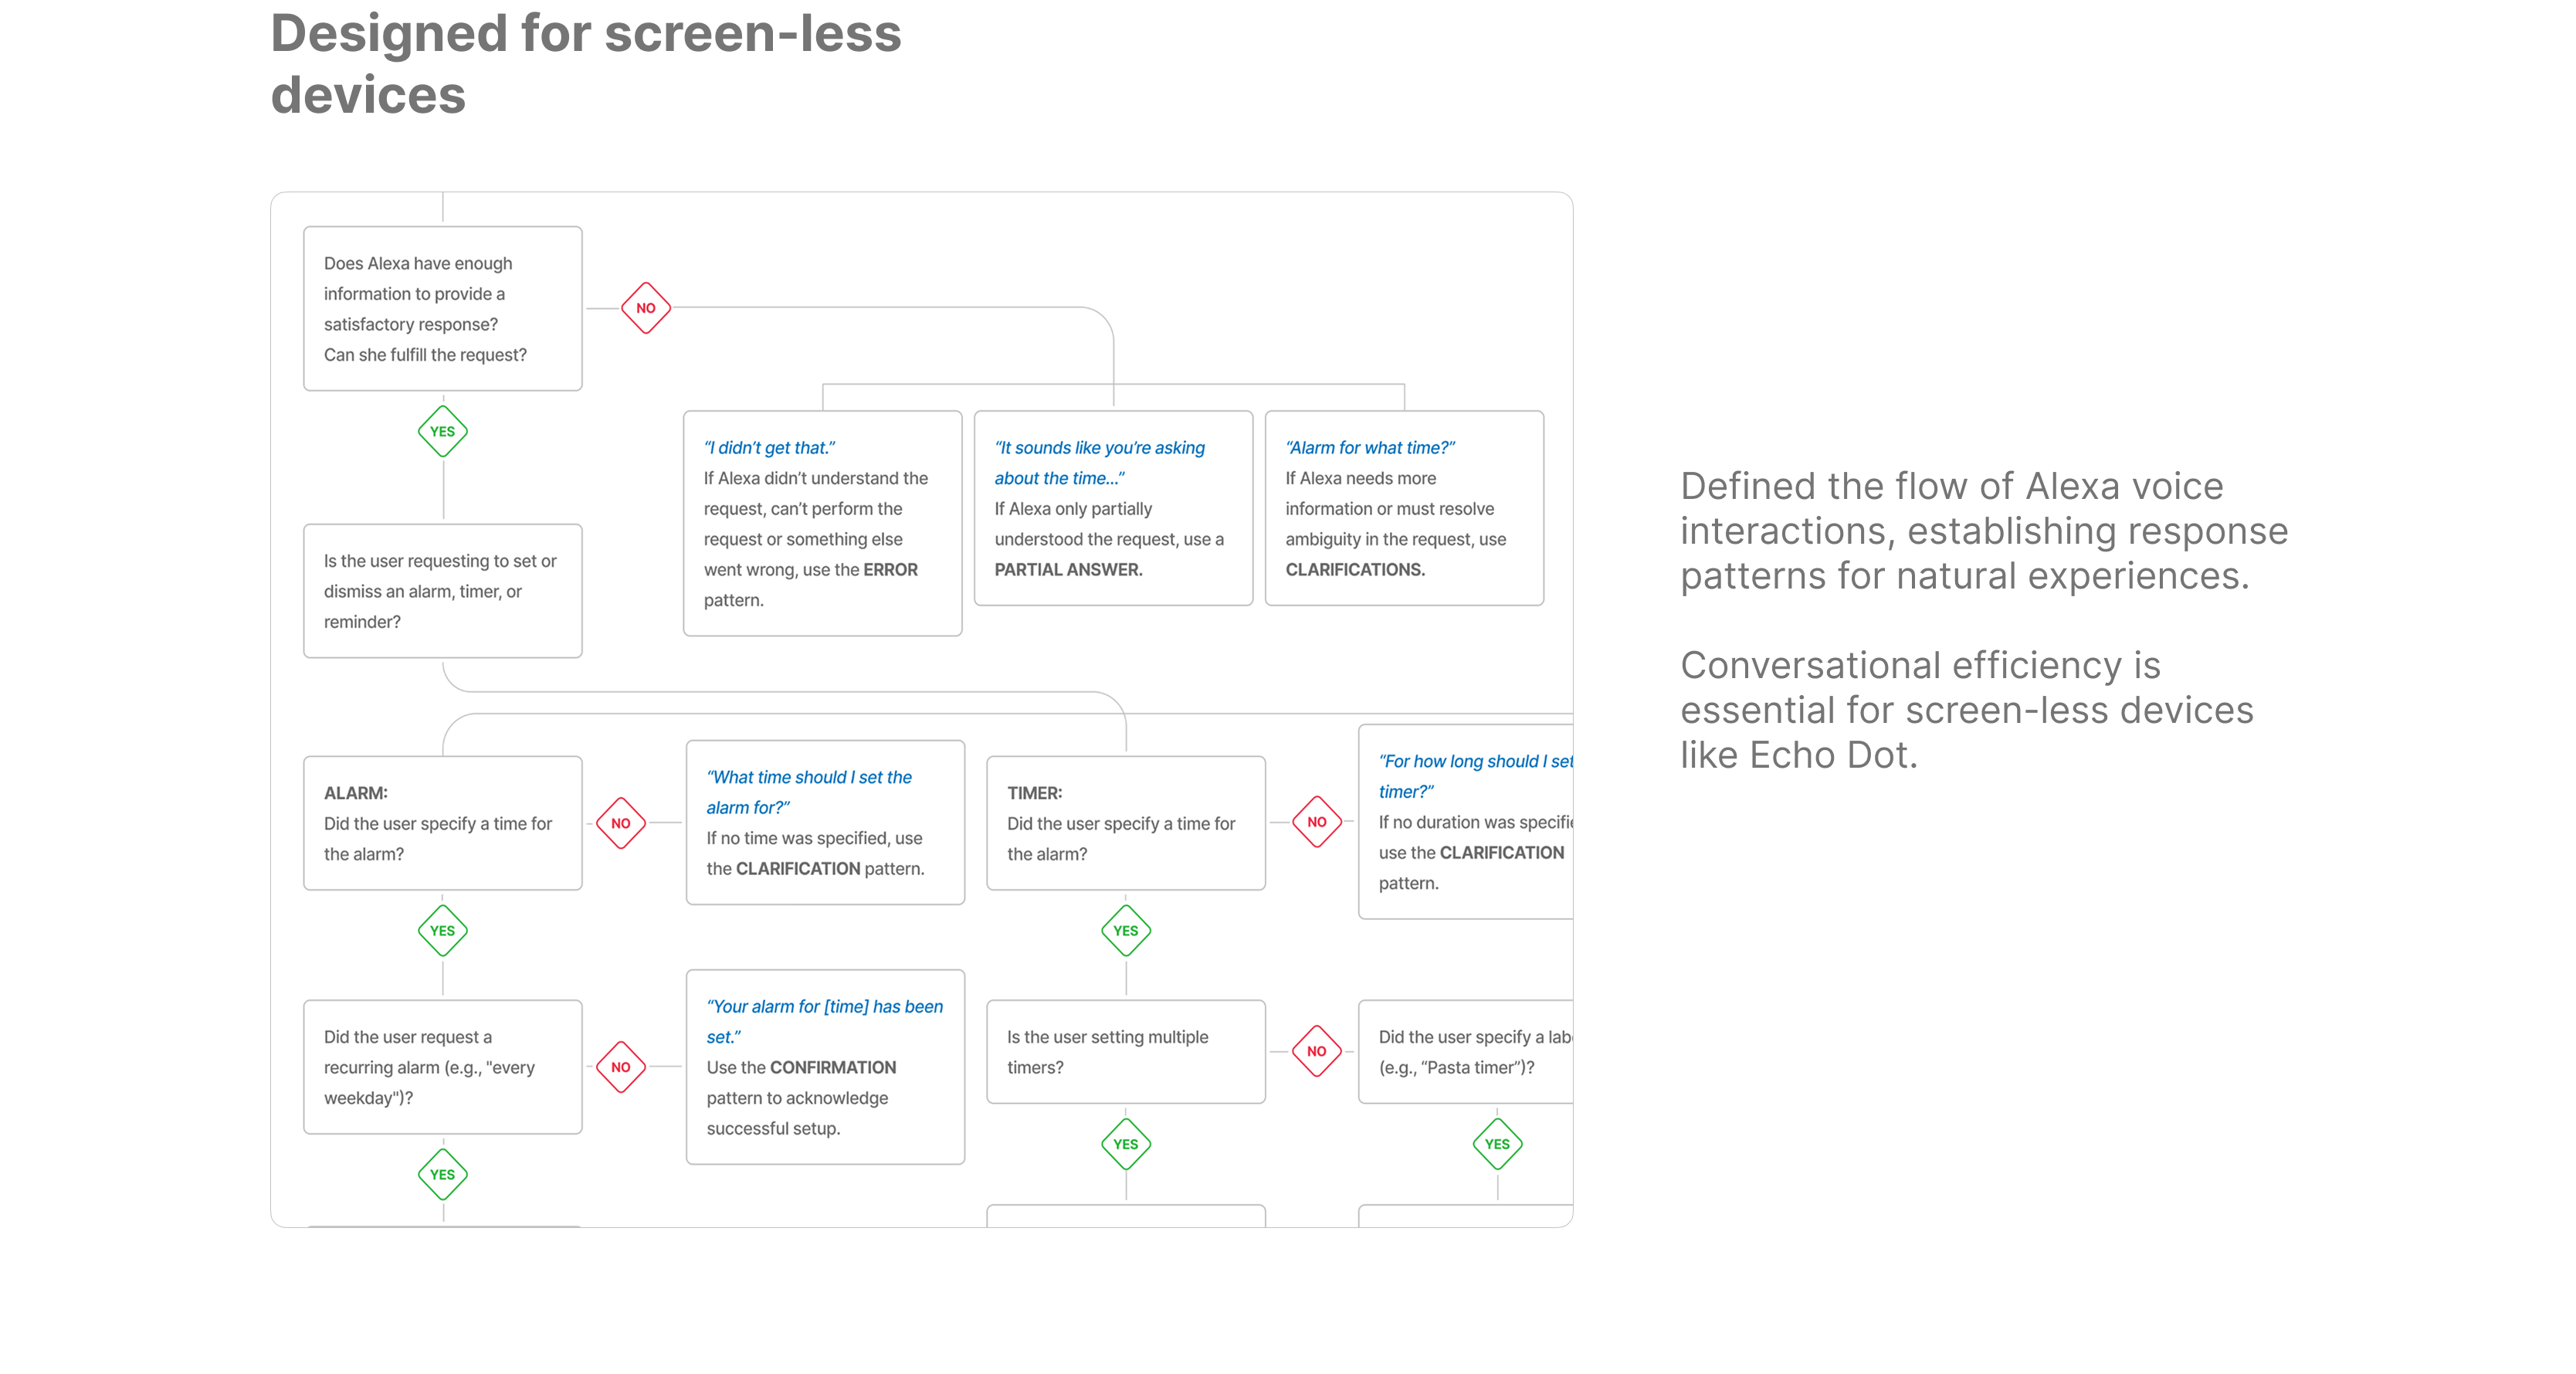 Designed for screen-less
devices
Does Alexa have enough
information to provide a
satisfactory response?
Can she fulfill the request?
NO
YES
“I didn’t get that.”
If Alexa didn’t understand the
request, can’t perform the
request or something else
went wrong, use the ERROR
pattern.
“It sounds like you’re asking
about the time...”
If Alexa only partially
understood the request, use a
PARTIAL ANSWER.
“Alarm for what time?”
If Alexa needs more
information or must resolve
ambiguity in the request, use
CLARIFICATIONS.
Is the user requesting to set or
dismiss an alarm, timer, or
reminder?
ALARM:
Did the user specify a time for
the alarm?
NO
“What time should I set the
alarm for?”
If no time was specified, use
the CLARIFICATION pattern.
TIMER:
Did the user specify a time for
the alarm?
NO
“For how long should I set
timer?”
If no duration was
use the CLARIFICATION
pattern.
YES
YES
Did the user request a
recurring alarm (e.g., "every
weekday")?
NO
“Your alarm for [time] has been
set.”
Use the CONFIRMATION
pattern to acknowledge
successful setup.
Is the user setting multiple
timers?
NO
Did the user specify a
(e.g., “Pasta timer”)?
YES
YES
YES
Defined the flow of Alexa voice
interactions, establishing response
patterns for natural experiences.
Conversational efficiency is
essential for screen-less devices
like Echo Dot.